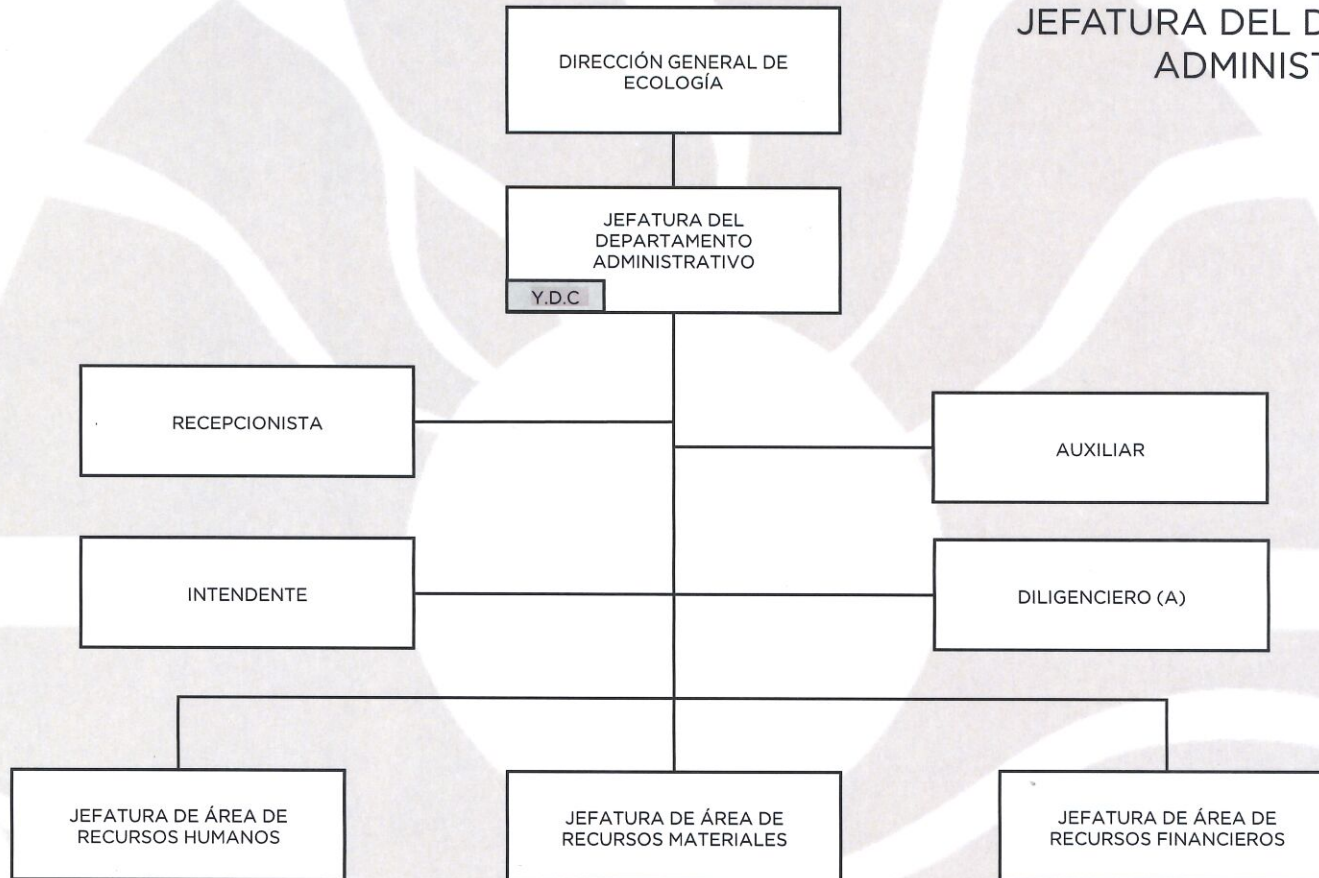 JEFATURA DEL D
ADMINIS
DIRECCIÓN GENERAL DE
ECOLOGÍA
JEFATURA DEL
DEPARTAMENTO
ADMINISTRATIVO
Y.D.C
RECEPCIONISTA
AUXILIAR
INTENDENTE
DILIGENCIERO (A)
JEFATURA DE ÁREA DE
RECURSOS HUMANOS
JEFATURA DE ÁREA DE
RECURSOS MATERIALES
JEFATURA DE ÁREA DE
RECURSOS FINANCIEROS